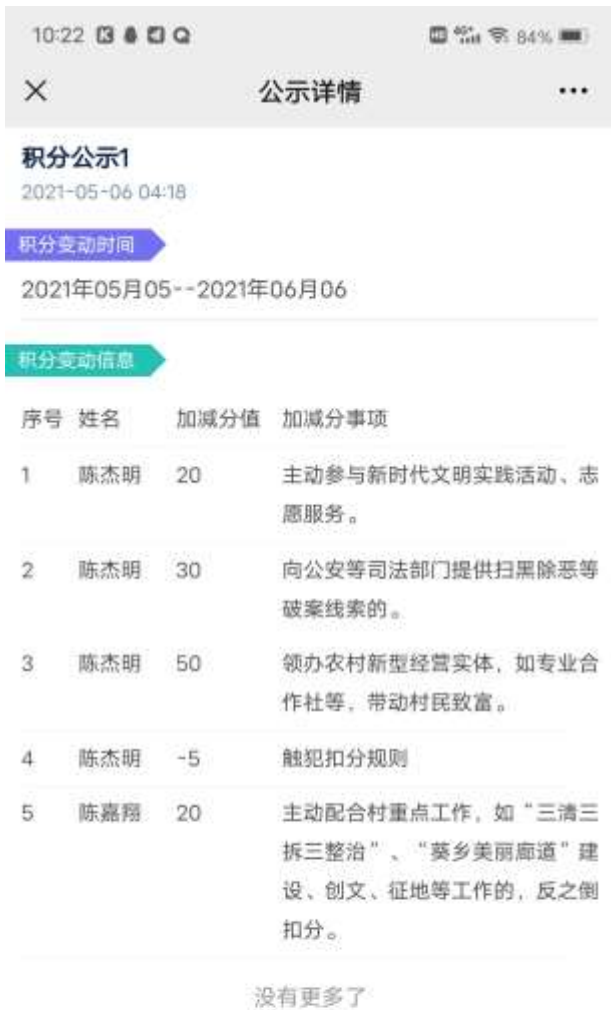 10:22 84%
公示详情
积分公示1
2021-05-06 04:18
积分变动时间
2021年05月05--2021年06月06
积分变动信息
序号 姓名 加减分值 加减分事项
1 陈杰明 20 主动参与新时代文明实践活动、志
愿服务。
2 陈杰明 30 向公安等司法部门提供扫黑除恶等
破案线索的。
3 陈杰明 50 领办农村新型经营实体，如专业合
作社等，带动村民致富。
4 陈杰明 -5 触犯扣分规则
5 陈嘉翔 20 主动配合村重点工作，如“三清三
拆三整治”、“葵乡美丽廊道”建
设、创文、征地等工作的，反之倒
扣分。
没有更多了